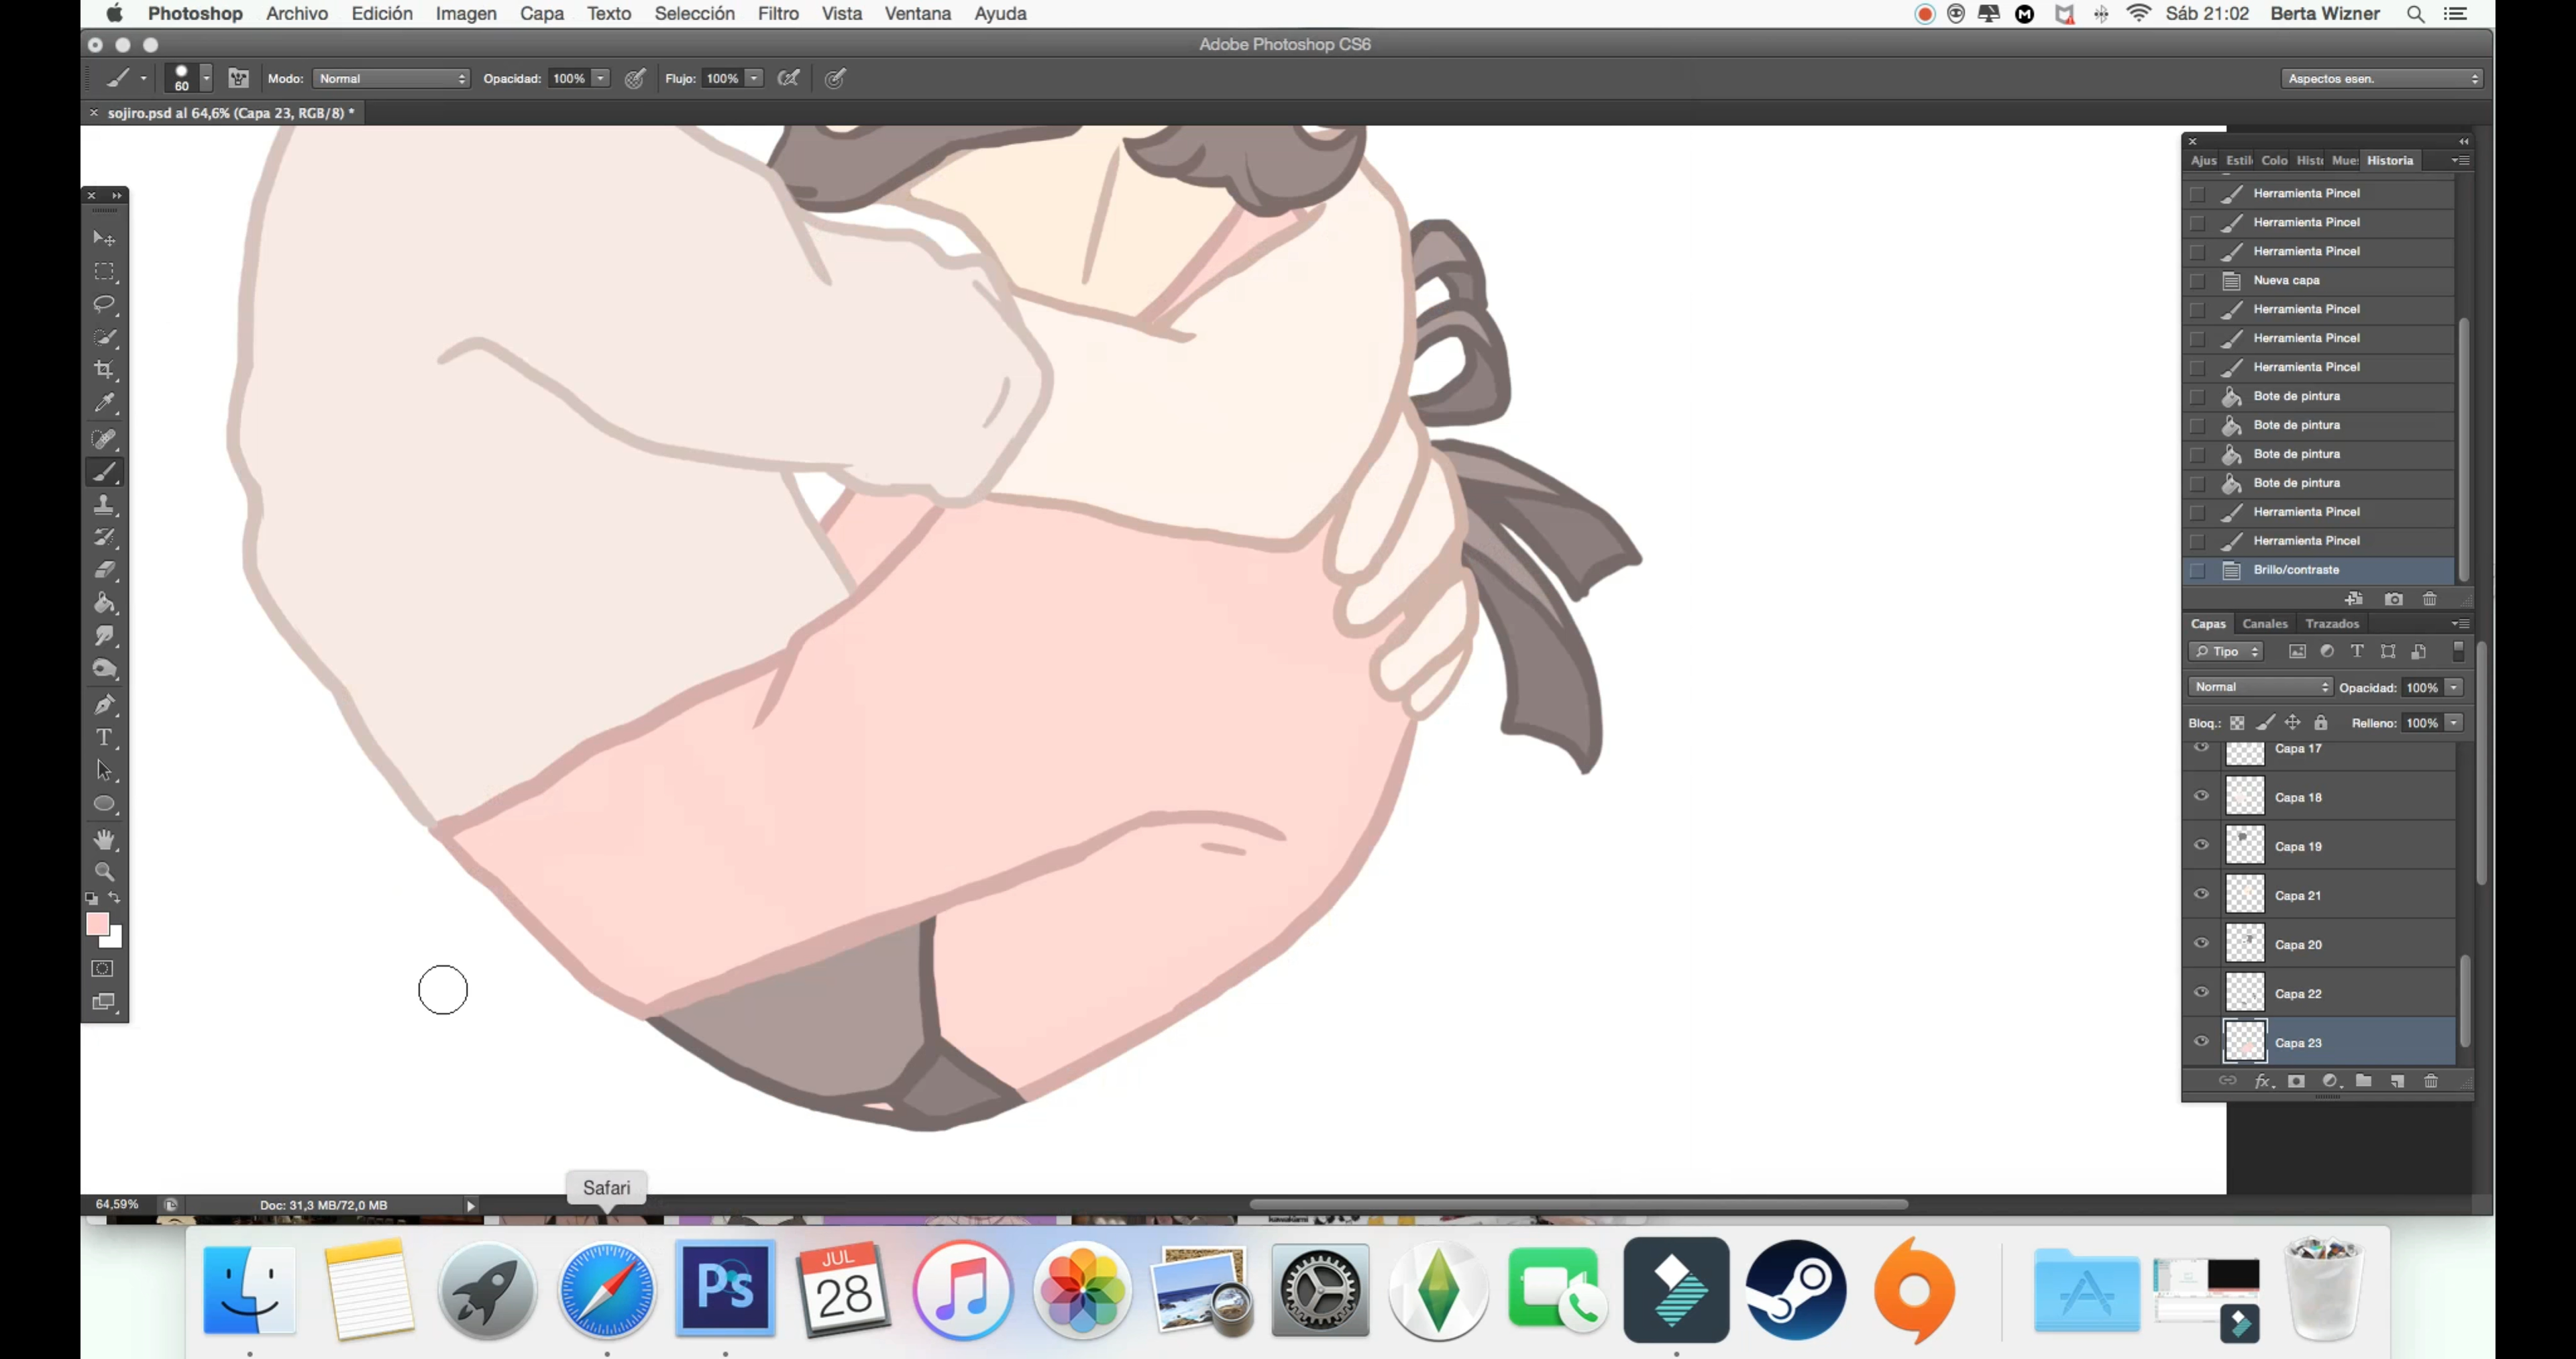 Photoshop Archivo Edición Imagen Capa Texto Selección Filtro Vista Ventana Ayuda Sáb 21:02 Berta Wizner
Adobe Photoshop CS6
60 Modo: Normal Opacidad: 100% Flujo: 100% Aspectos esen.
sojiro.psd al 64,6% (Capa 23, RGB/8) *
Ajus Estil Colo Histo Mues Historia
Herramienta Pincel
Herramienta Pincel
Herramienta Pincel
Nueva capa
Herramienta Pincel
Herramienta Pincel
Herramienta Pincel
Bote de pintura
Bote de pintura
Bote de pintura
Bote de pintura
Herramienta Pincel
Herramienta Pincel
Brillo/contraste
Capas Canales Trazados
Tipo
Normal Opacidad: 100%
Bloq.: Relleno: 100%
Capa 17
Capa 18
Capa 19
Capa 21
Capa 20
Capa 22
Capa 23
64,59% Doc: 31,3 MB/72,0 MB
Safari
Ps
JUL
28